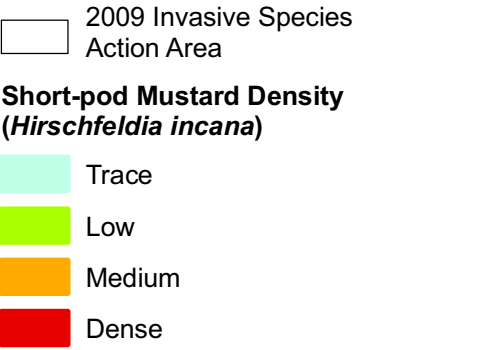 2009 Invasive Species
Action Area
Short-pod Mustard Density
(Hirschfeldia incana)
Trace
Low
Medium
Dense